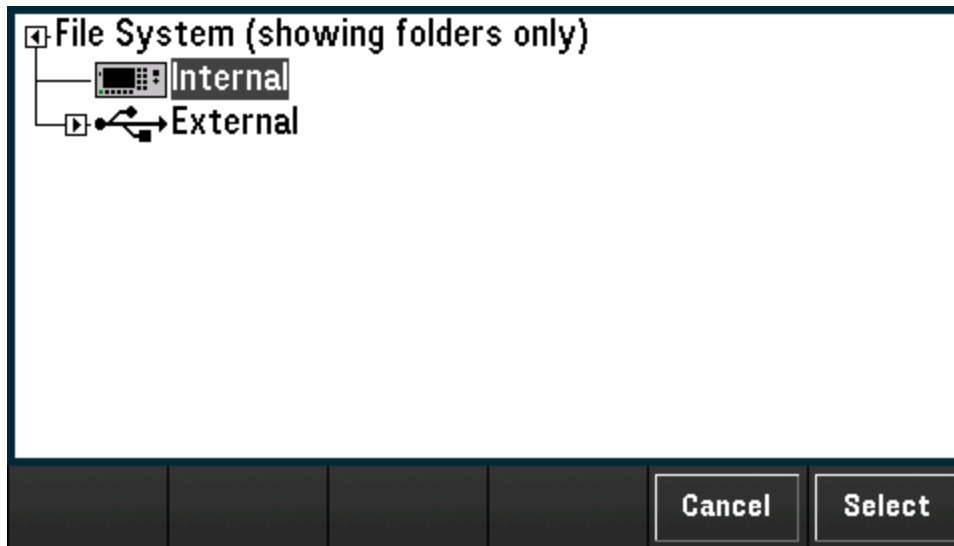 File System (showing folders only)
Internal
External
Cancel
Select